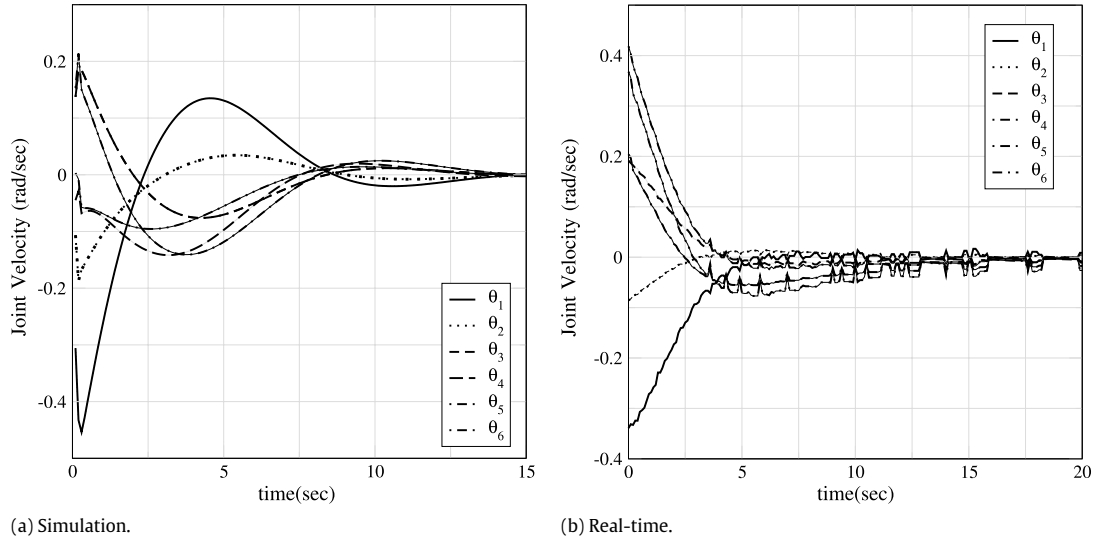 0.2
0
-0.2
-0.4
Joint Velocity (rad/sec)
θ1
θ2
θ3
θ4
θ5
θ6
0 5 10 15
time(sec)
(a) Simulation.
0.4
0.2
0
-0.2
-0.4
Joint Velocity (rad/sec)
θ1
θ2
θ3
θ4
θ5
θ6
0 5 10 15 20
time(sec)
(b) Real-time.